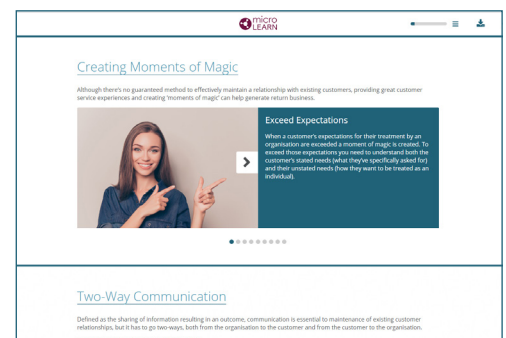 micro
LEARN
Creating Moments of Magic
Although there's no guaranteed method to effectively maintain a relationship with existing customers, providing great customer
service experiences and creating 'moments of magic' can help generate return business.
Exceed Expectations
When a customer's expectations for their treatment by an
organisation are exceeded a moment of magic is created. To
exceed those expectations you need to understand both the
customer's stated needs (what they've specifically asked for)
and their unstated needs (how they want to be treated as an
individual).
Two-Way Communication
Defined as the sharing of information resulting in an outcome, communication is essential to maintenance of existing customer
relationships, but it has to go two-ways, both from the organisation to the customer and from the customer to the organisation.